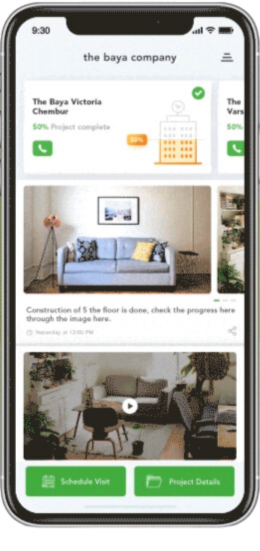 9:30
the baya company
The Baya Victoria
Chembur
50% Project complete
50%
The
Vars
50%
Construction of 5 the floor is done, check the progress here
through the image here.
Yesterday at 12:00 PM
Schedule Visit
Project Details